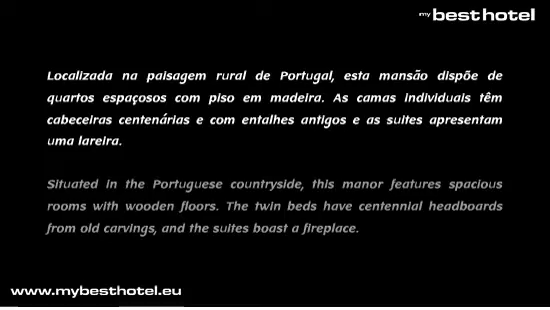 my besthotel
Localizada na paisagem rural de Portugal, esta mansão dispõe de
quartos espaçosos com piso em madeira. As camas individuais têm
cabeceiras centenárias e com entalhes antigos e as suites apresentam
uma lareira.
Situated in the Portuguese countryside, this manor features spacious
rooms with wooden floors. The twin beds have centennial headboards
from old carvings, and the suites boast a fireplace.
www.mybesthotel.eu